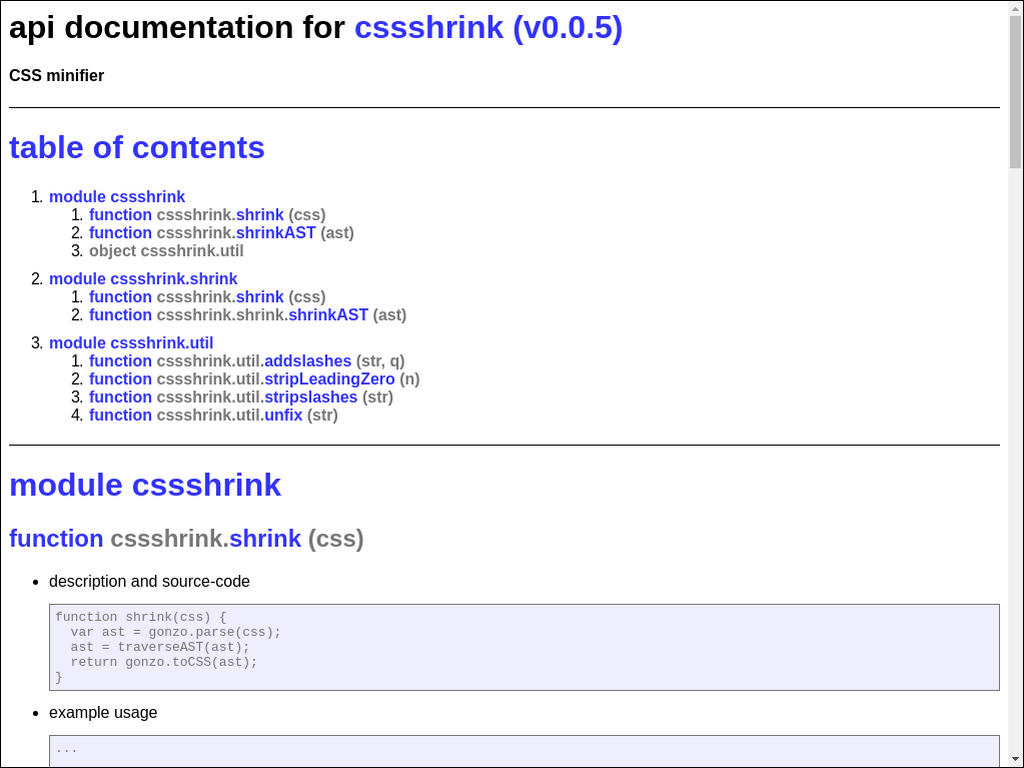 api documentation for cssshrink (v0.0.5)
CSS minifier
table of contents
1. module cssshrink
1. function cssshrink.shrink (css)
2. function cssshrink.shrinkAST (ast)
3. object cssshrink.util
2. module cssshrink.shrink
1. function cssshrink.shrink (css)
2. function cssshrink.shrink.shrinkAST (ast)
3. module cssshrink.util
1. function cssshrink.util.addslashes (str, q)
2. function cssshrink.util.stripLeadingZero (n)
3. function cssshrink.util.stripslashes (str)
4. function cssshrink.util.unfix (str)
module cssshrink
function cssshrink.shrink (css)
• description and source-code
function shrink(css) {
  var ast = gonzo.parse(css);
  ast = traverseAST(ast);
  return gonzo.toCSS(ast);
}
• example usage
...